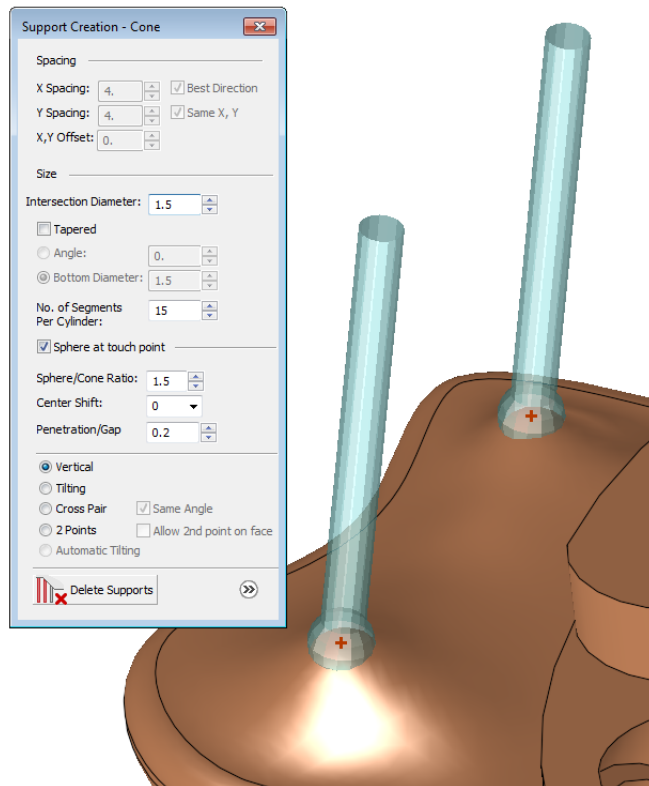 Support Creation - Cone
Spacing
X Spacing: 4. Best Direction
Y Spacing: 4. Same X, Y
X,Y Offset: 0.
Size
Intersection Diameter: 1.5
Tapered
Angle: 0.
Bottom Diameter: 1.5
No. of Segments
Per Cylinder: 15
Sphere at touch point
Sphere/Cone Ratio: 1.5
Center Shift: 0
Penetration/Gap 0.2
Vertical
Tilting
Cross Pair Same Angle
2 Points Allow 2nd point on face
Automatic Tilting
Delete Supports